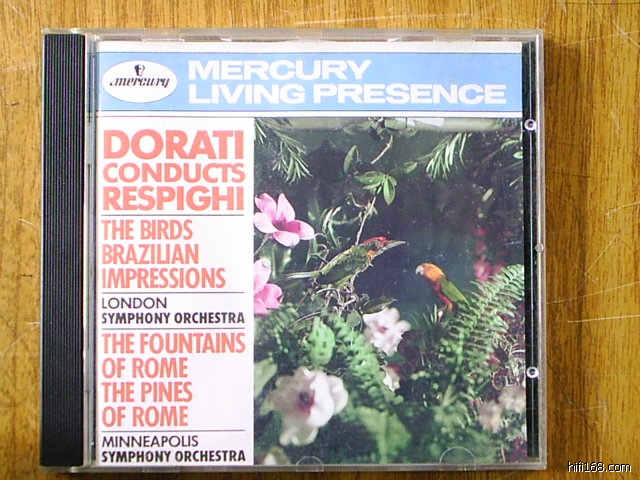 mercury
MERCURY
LIVING PRESENCE
DORATI
CONDUCTS
RESPIGHI
THE BIRDS
BRAZILIAN
IMPRESSIONS
LONDON
SYMPHONY ORCHESTRA
THE FOUNTAINS
OF ROME
THE PINES
OF ROME
MINNEAPOLIS
SYMPHONY ORCHESTRA
hifi168.com